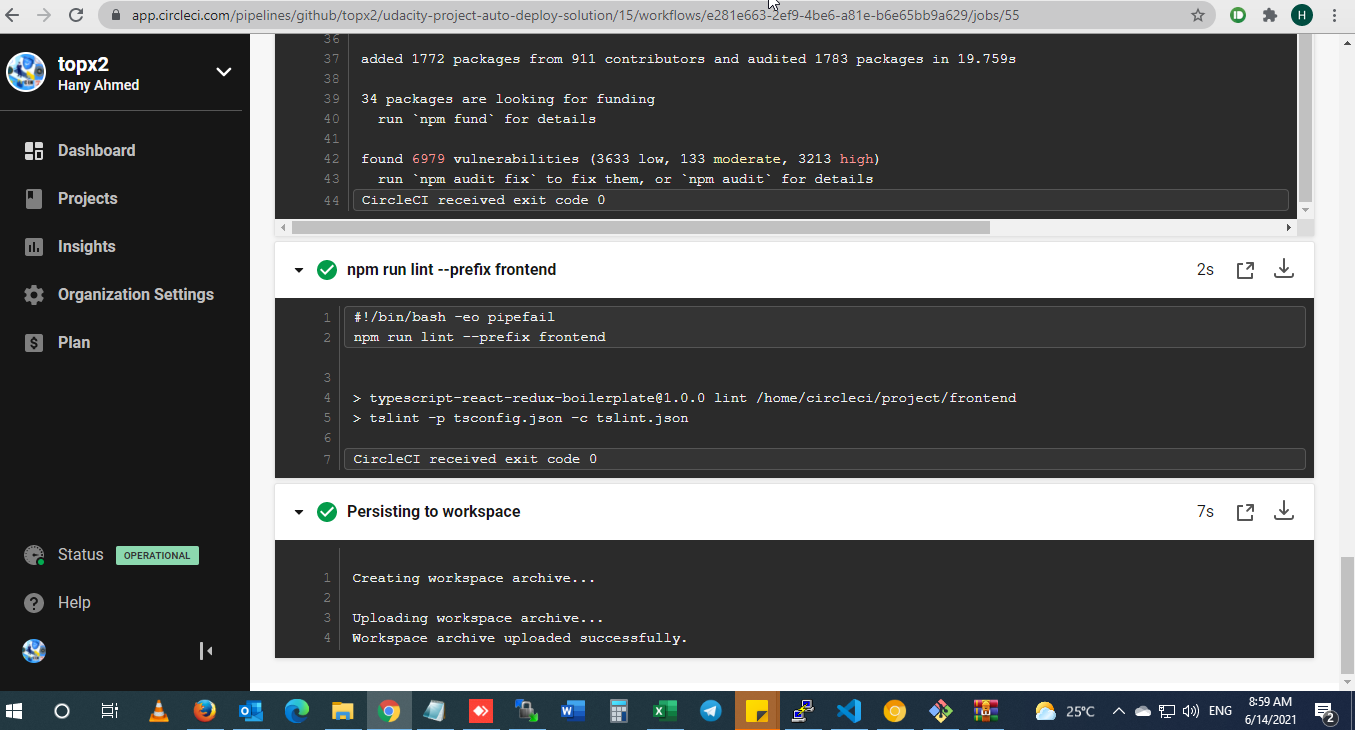 app.circleci.com/pipelines/github/topx2/udacity-project-auto-deploy-solution/15/workflows/e281e663-2ef9-4be6-a81e-b6e65bb9a629/jobs/55
H
topx2
Hany Ahmed
Dashboard
Projects
Insights
Organization Settings
Plan
Status OPERATIONAL
Help
36
37 added 1772 packages from 911 contributors and audited 1783 packages in 19.759s
38
39 34 packages are looking for funding
40 run `npm fund` for details
41
42 found 6979 vulnerabilities (3633 low, 133 moderate, 3213 high)
43 run `npm audit fix` to fix them, or `npm audit` for details
44 CircleCI received exit code 0
npm run lint --prefix frontend 2s
1 #!/bin/bash -eo pipefail
2 npm run lint --prefix frontend
3
4 > typescript-react-redux-boilerplate@1.0.0 lint /home/circleci/project/frontend
5 > tslint -p tsconfig.json -c tslint.json
6
7 CircleCI received exit code 0
Persisting to workspace 7s
1 Creating workspace archive...
2
3 Uploading workspace archive...
4 Workspace archive uploaded successfully.
25°C ENG 8:59 AM
6/14/2021
2